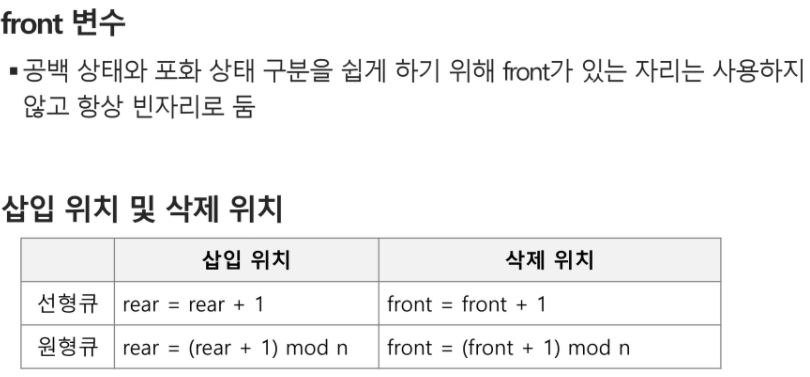 front 변수
▪공백 상태와 포화 상태 구분을 쉽게 하기 위해 front가 있는 자리는 사용하지
않고 항상 빈자리로 둠
삽입 위치 및 삭제 위치
삽입 위치 삭제 위치
선형큐 rear = rear + 1 front = front + 1
원형큐 rear = (rear + 1) mod n front = (front + 1) mod n